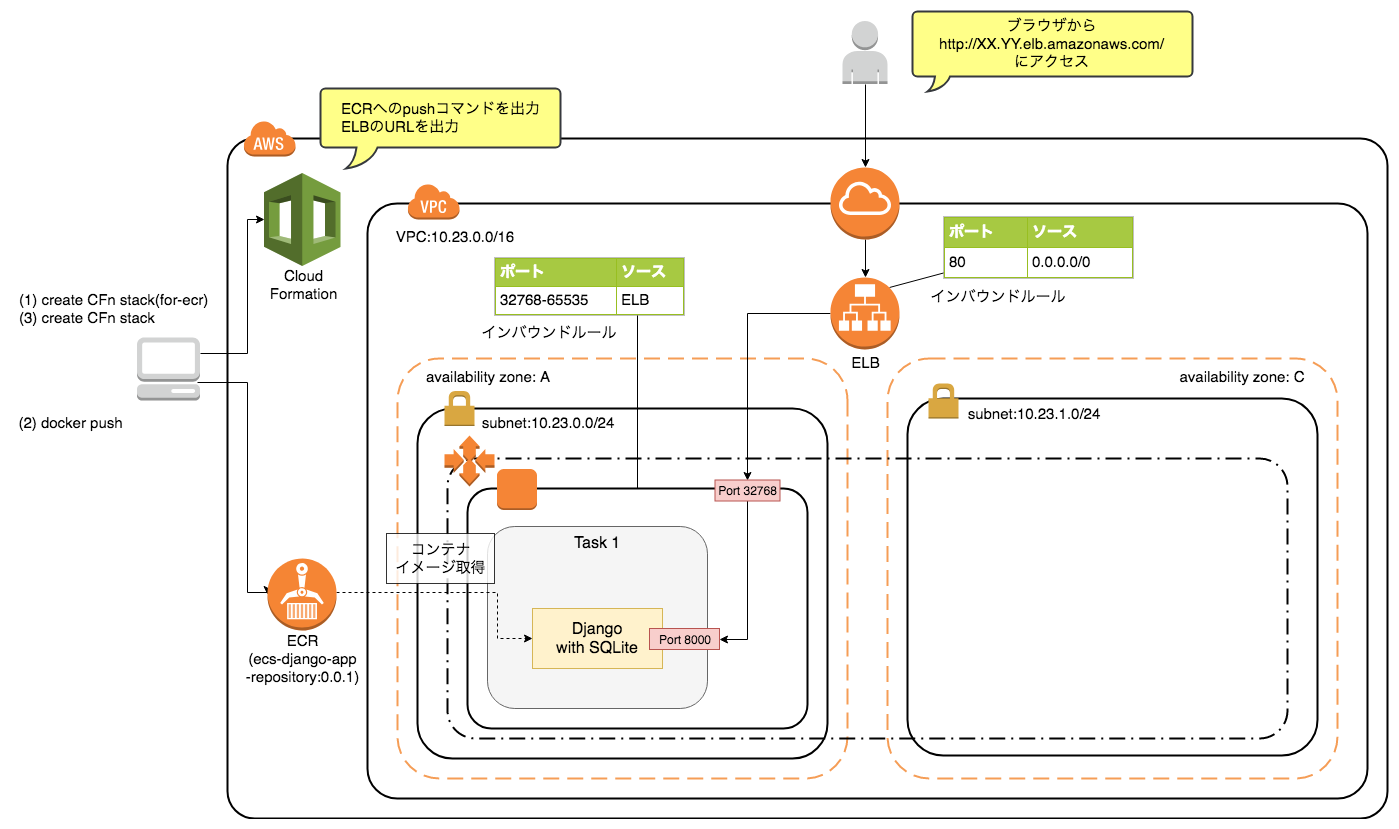 ブラウザから
http://XX.YY.elb.amazonaws.com/
にアクセス
ECRへのpushコマンドを出力
ELBのURLを出力
AWS
VPC
VPC:10.23.0.0/16
Cloud
Formation
ポート ソース
80 0.0.0.0/0
インバウンドルール
ポート ソース
32768-65535 ELB
インバウンドルール
(1) create CFn stack(for-ecr)
(3) create CFn stack
ELB
availability zone: A
availability zone: C
subnet:10.23.0.0/24
subnet:10.23.1.0/24
(2) docker push
Port 32768
Task 1
コンテナ
イメージ取得
Django
with SQLite
Port 8000
ECR
(ecs-django-app
-repository:0.0.1)